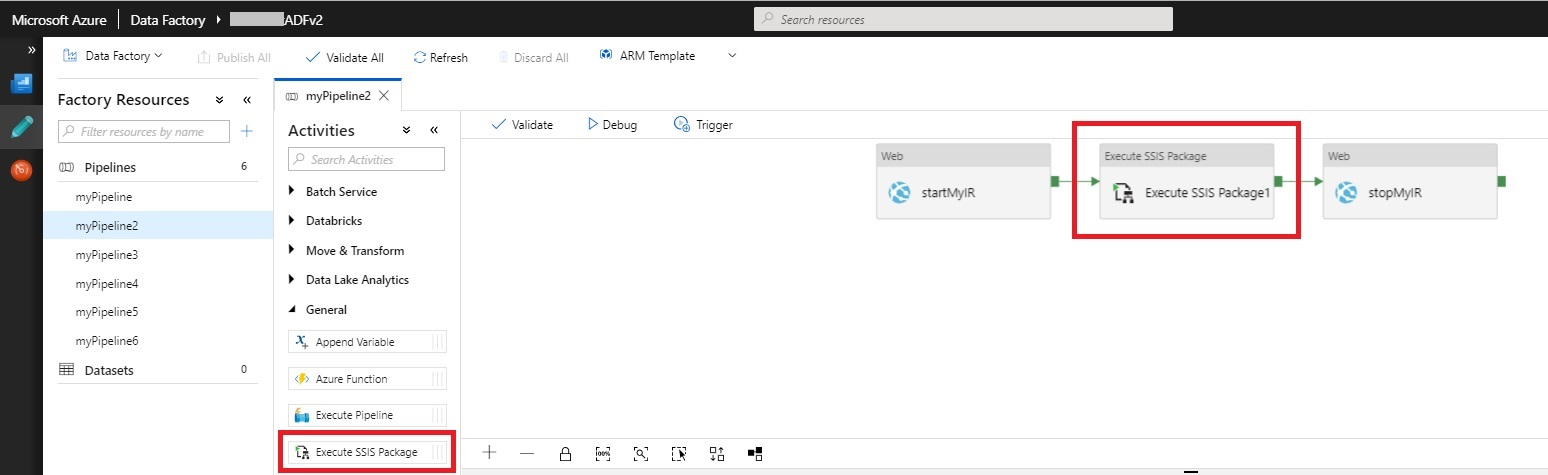 Microsoft Azure Data Factory ADFv2 Search resources
»
Data Factory Publish All Validate All Refresh Discard All ARM Template
Factory Resources
«
Filter resources by name
Pipelines 6
myPipeline
myPipeline2
myPipeline3
myPipeline4
myPipeline5
myPipeline6
Datasets 0
myPipeline2
Activities
«
Search Activities
Batch Service
Databricks
Move & Transform
Data Lake Analytics
General
Append Variable
Azure Function
Execute Pipeline
Execute SSIS Package
Validate Debug Trigger
Web
startMyIR
Execute SSIS Package
Execute SSIS Package1
Web
stopMyIR
100%